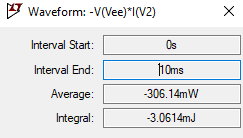 Waveform: -V(Vee)*I(V2)
Interval Start: 0s
Interval End: 10ms
Average: -306.14mW
Integral: -3.0614mJ